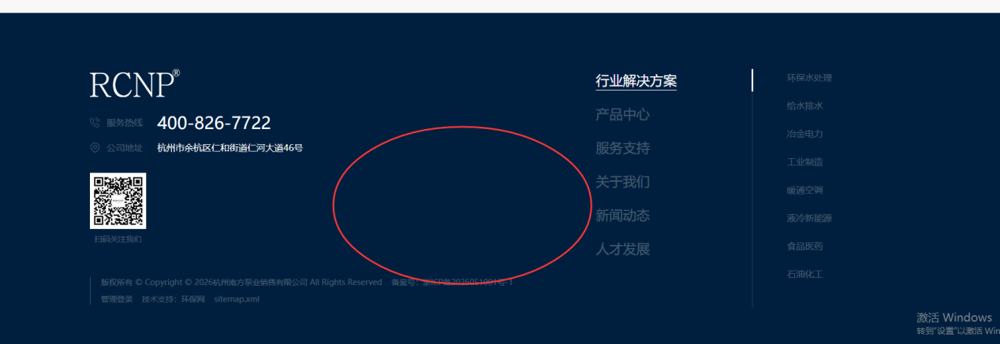 RCNP®
服务热线 400-826-7722
公司地址 杭州市余杭区仁和街道仁河大道46号
扫码关注我们
行业解决方案
产品中心
服务支持
关于我们
新闻动态
人才发展
环保水处理
给水排水
冶金电力
工业制造
暖通空调
液冷新能源
食品医药
石油化工
版权所有 © Copyright © 2026杭州南方泵业销售有限公司 All Rights Reserved 备案号：浙ICP备2026051001号-1
管理登录 技术支持：环保网 sitemap.xml
激活 Windows
转到"设置"以激活 Win